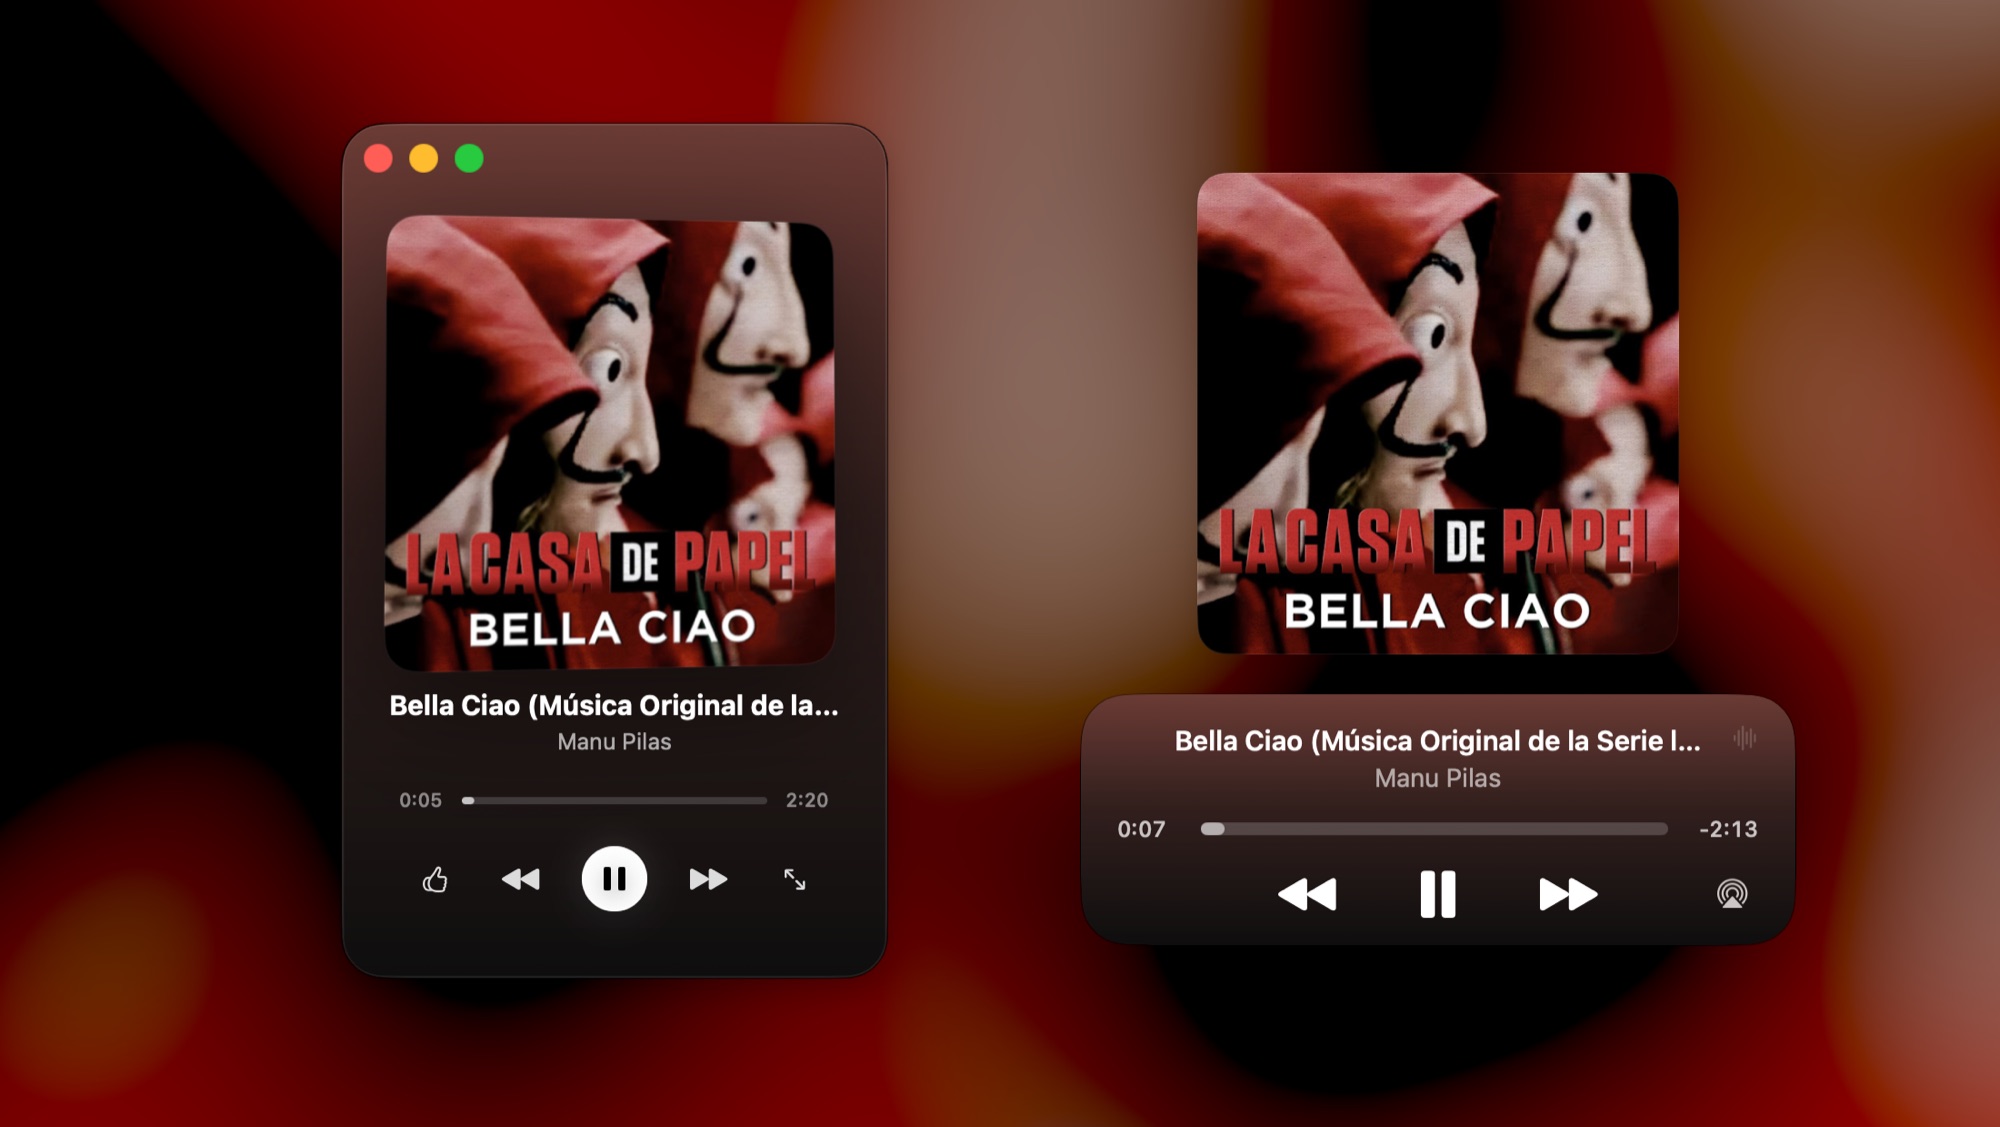 LA CASA DE PAPEL
BELLA CIAO
Bella Ciao (Música Original de la...
Manu Pilas
0:05
2:20
LA CASA DE PAPEL
BELLA CIAO
Bella Ciao (Música Original de la Serie l...
Manu Pilas
0:07
-2:13